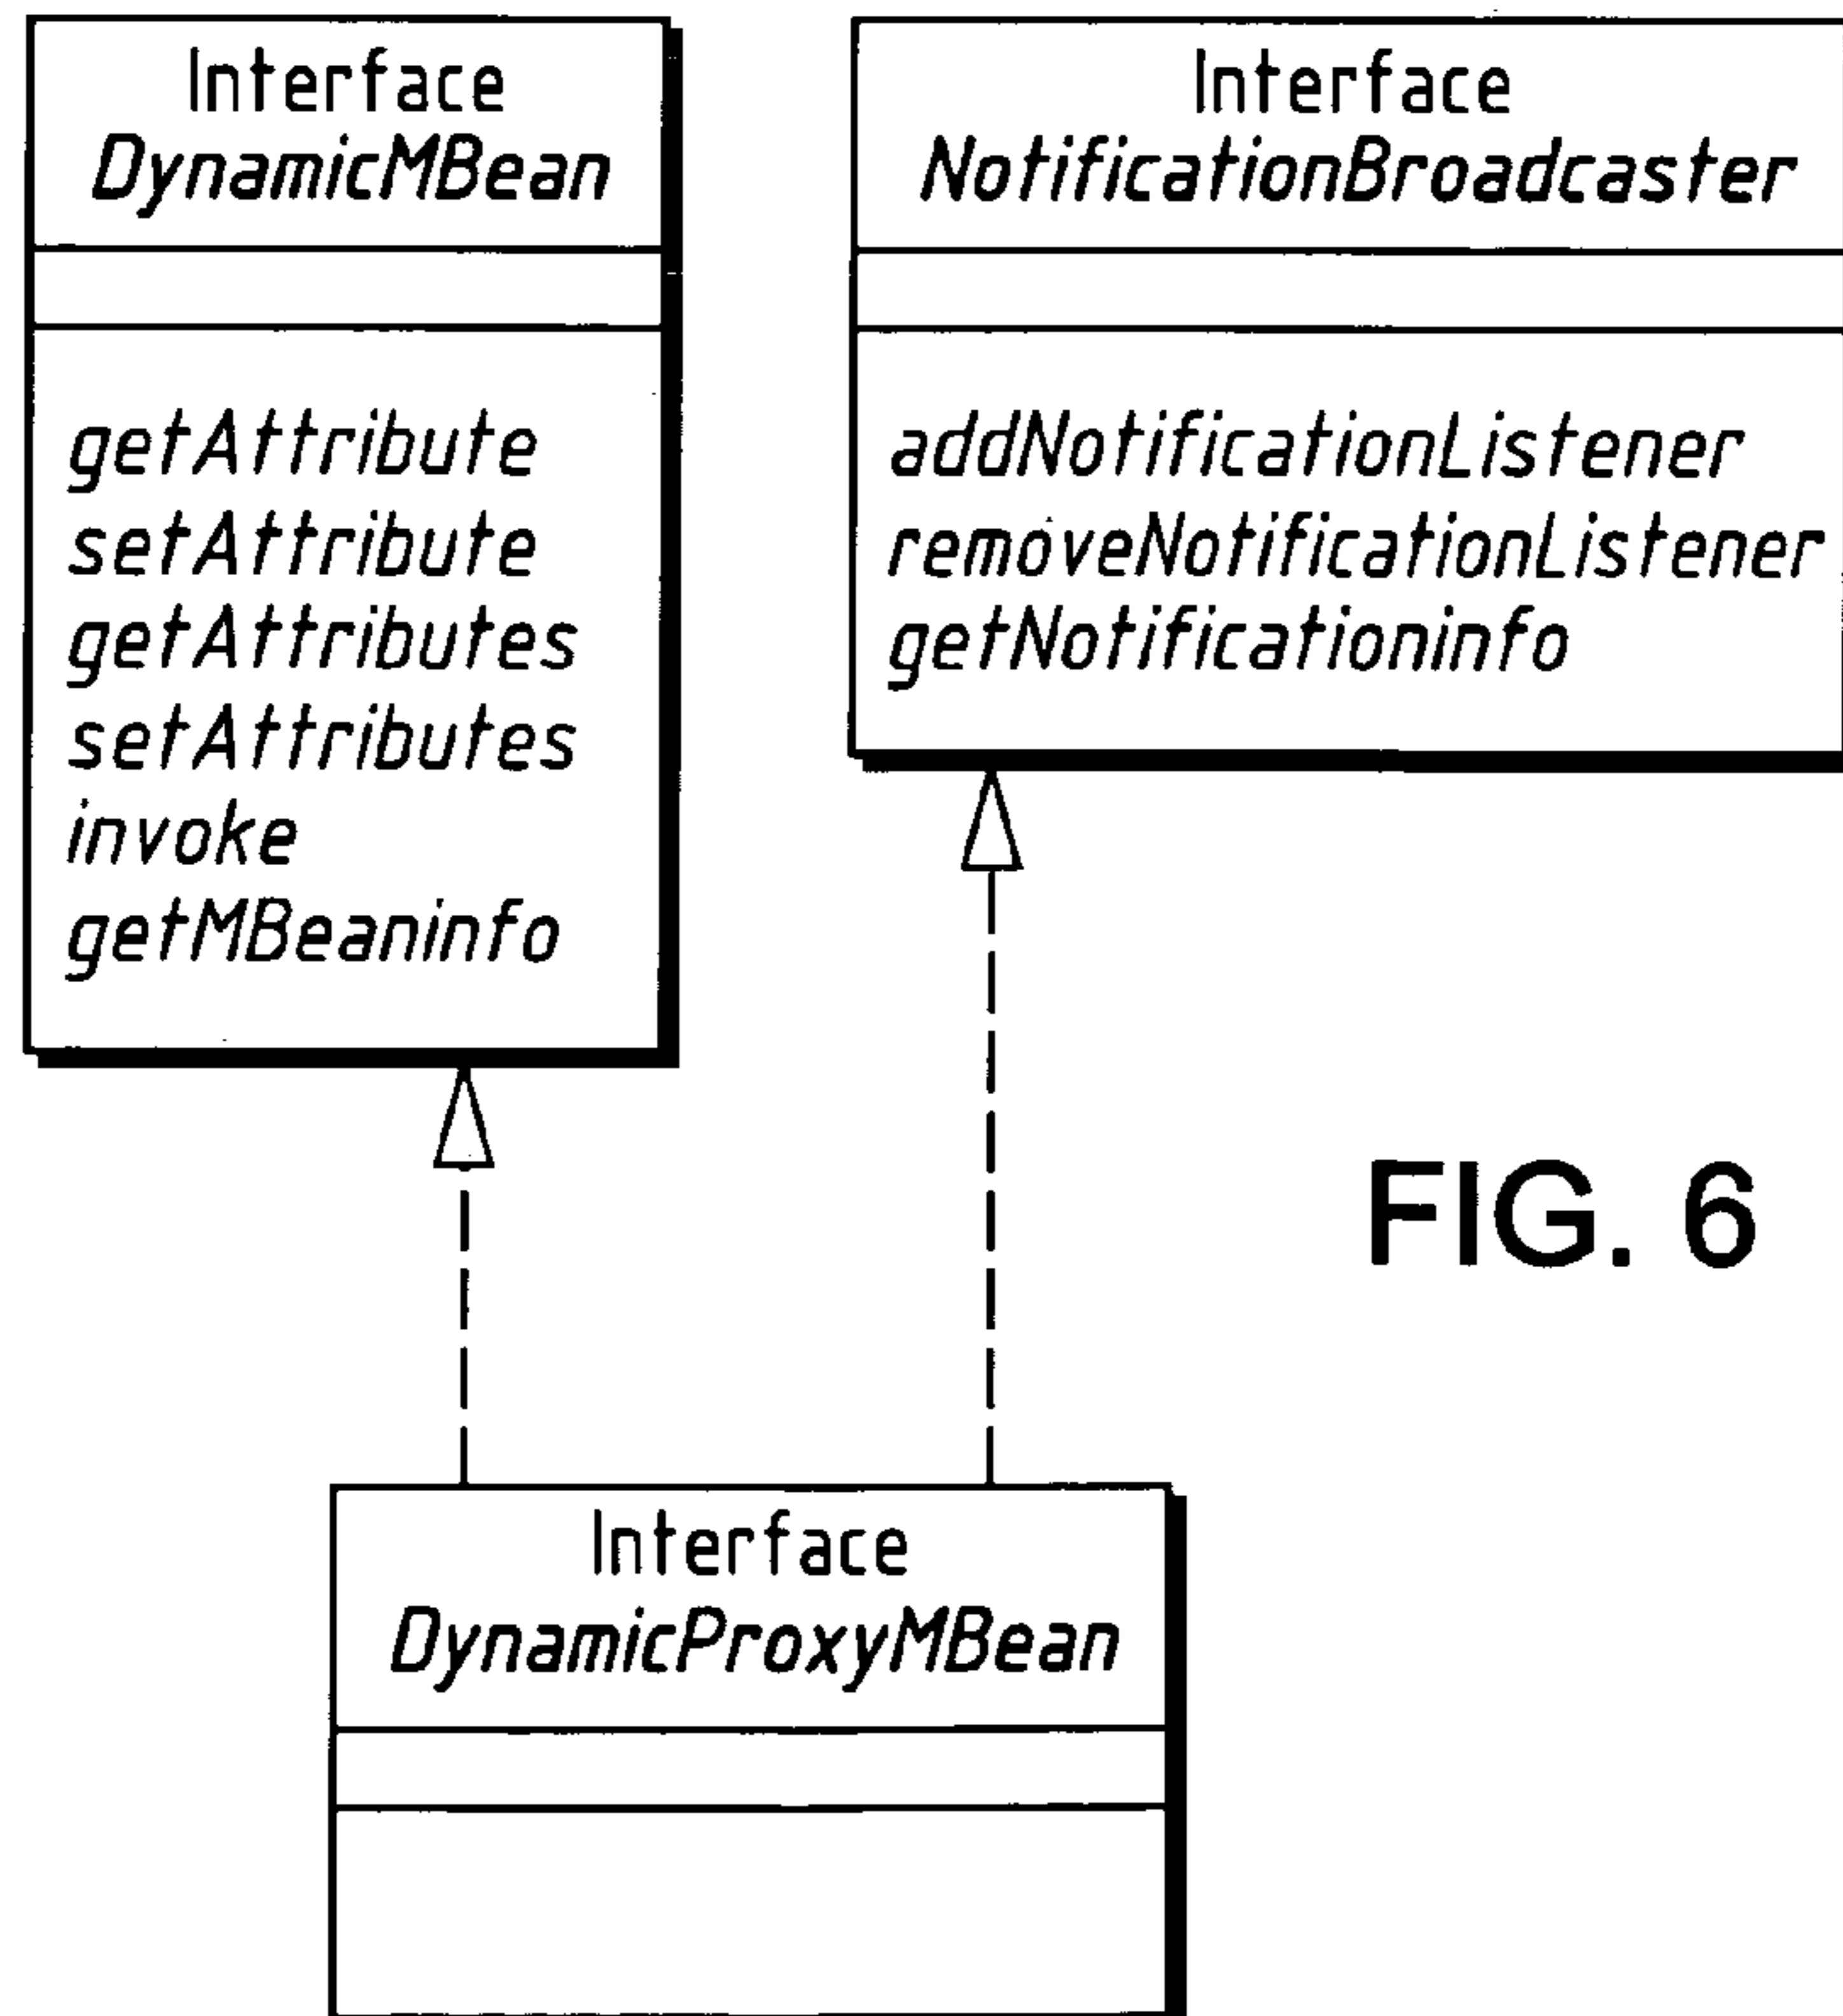 Interface
DynamicMBean
getAttribute
setAttribute
getAttributes
setAttributes
invoke
getMBeaninfo
Interface
NotificationBroadcaster
addNotificationListener
removeNotificationListener
getNotificationinfo
FIG. 6
Interface
DynamicProxyMBean